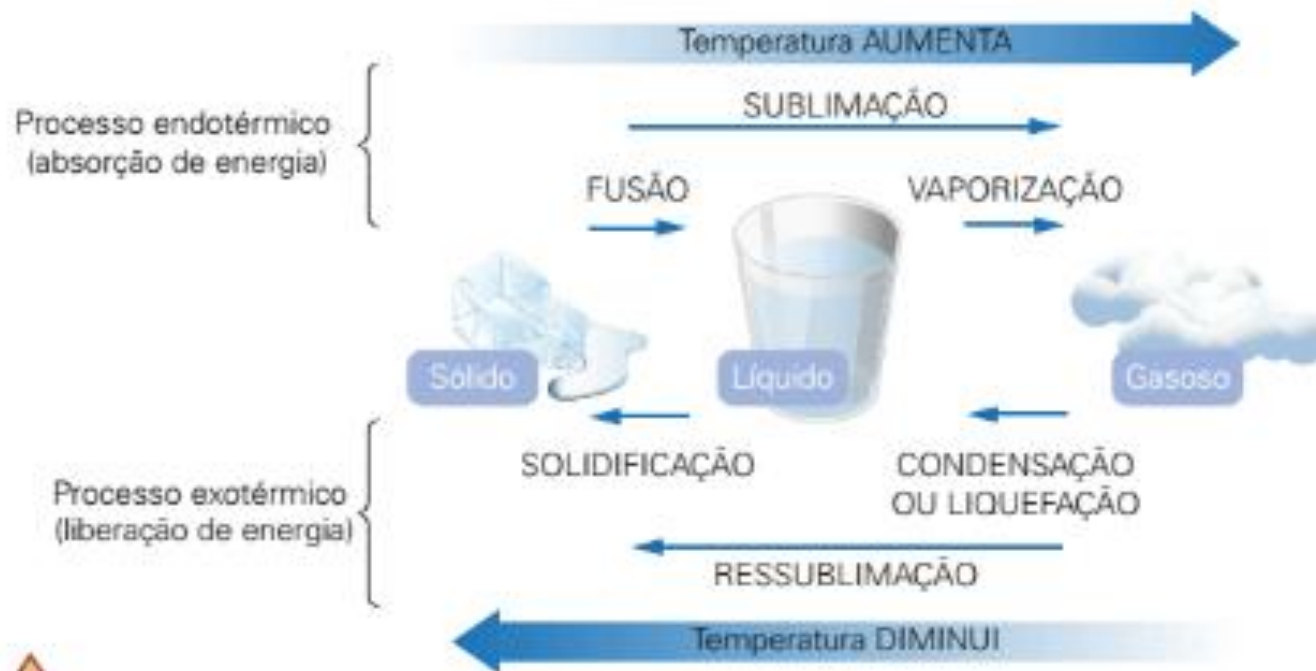 Temperatura AUMENTA
Processo endotérmico
(absorção de energia)
SUBLIMAÇÃO
FUSÃO
VAPORIZAÇÃO
Sólido
Líquido
Gasoso
Processo exotérmico
(liberação de energia)
SOLIDIFICAÇÃO
CONDENSAÇÃO
OU LIQUEFAÇÃO
RESSUBLIMAÇÃO
Temperatura DIMINUI